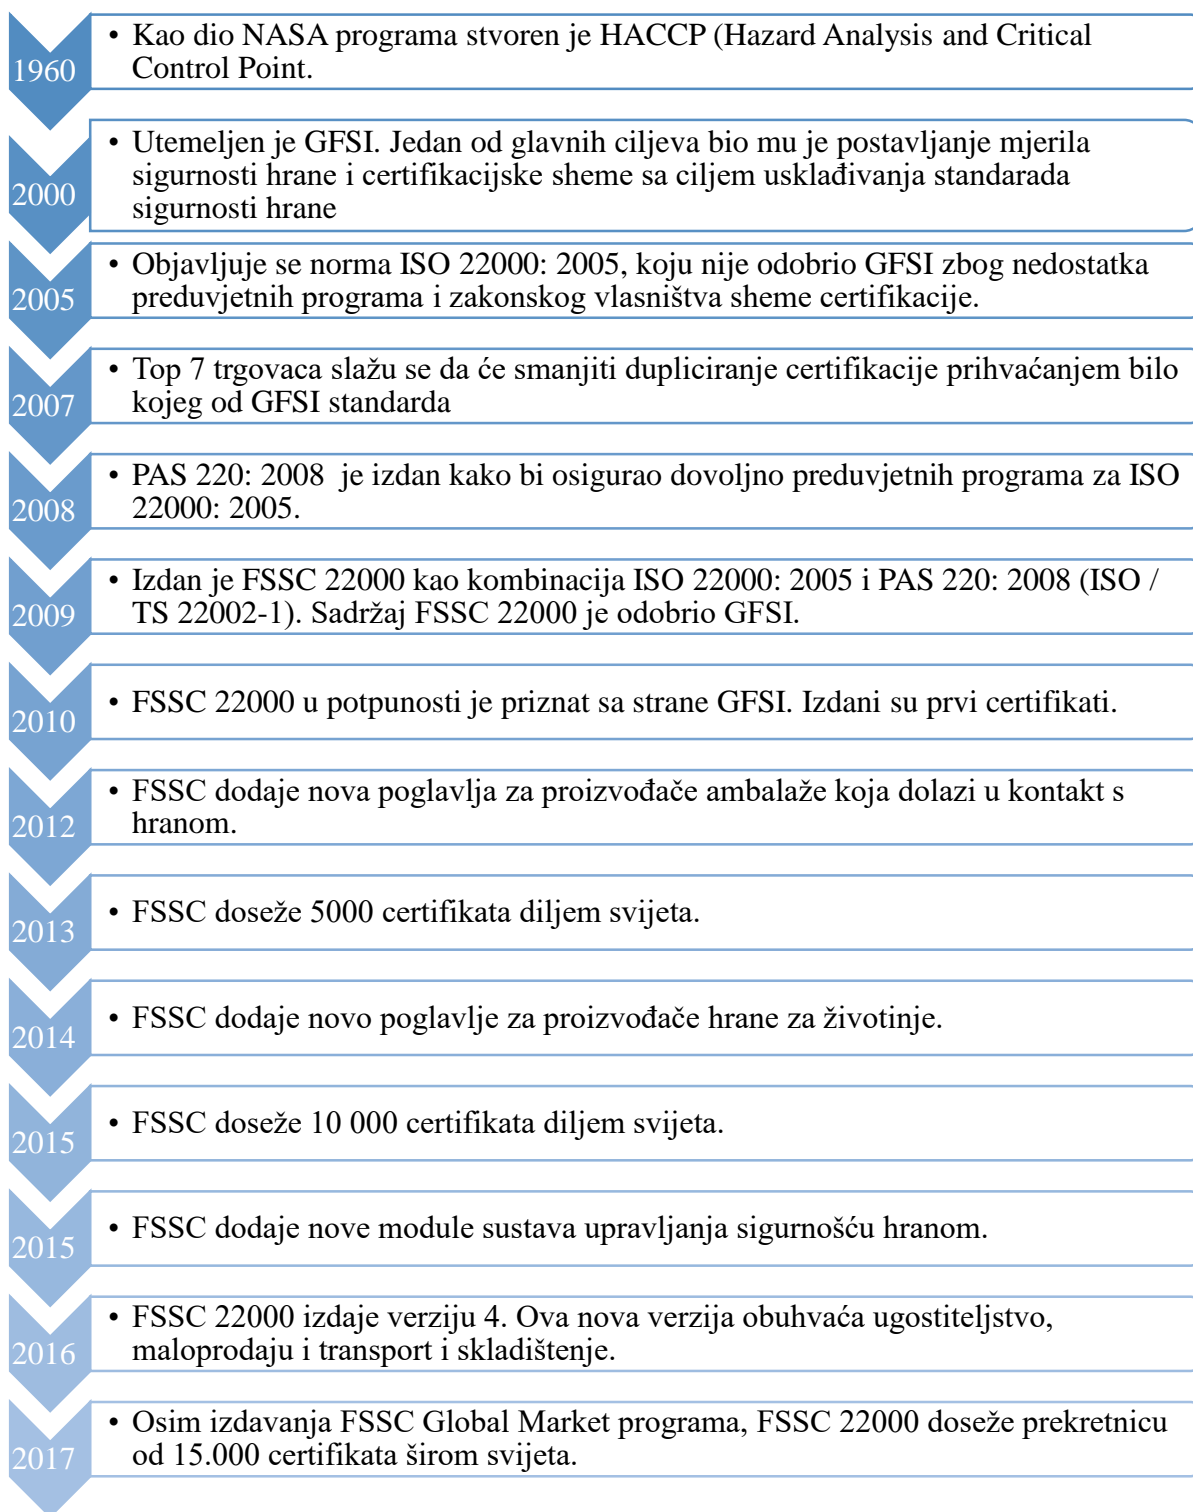 1960
• Kao dio NASA programa stvoren je HACCP (Hazard Analysis and Critical
Control Point.
2000
• Utemeljen je GFSI. Jedan od glavnih ciljeva bio mu je postavljanje mjerila
sigurnosti hrane i certifikacijske sheme sa ciljem usklađivanja standarada
sigurnosti hrane
2005
• Objavljuje se norma ISO 22000: 2005, koju nije odobrio GFSI zbog nedostatka
preduvjetnih programa i zakonskog vlasništva sheme certifikacije.
2007
• Top 7 trgovaca slažu se da će smanjiti dupliciranje certifikacije prihvaćanjem bilo
kojeg od GFSI standarda
2008
• PAS 220: 2008 je izdan kako bi osigurao dovoljno preduvjetnih programa za ISO
22000: 2005.
2009
• Izdan je FSSC 22000 kao kombinacija ISO 22000: 2005 i PAS 220: 2008 (ISO /
TS 22002-1). Sadržaj FSSC 22000 je odobrio GFSI.
2010
• FSSC 22000 u potpunosti je priznat sa strane GFSI. Izdani su prvi certifikati.
2012
• FSSC dodaje nova poglavlja za proizvođače ambalaže koja dolazi u kontakt s
hranom.
2013
• FSSC doseže 5000 certifikata diljem svijeta.
2014
• FSSC dodaje novo poglavlje za proizvođače hrane za životinje.
2015
• FSSC doseže 10 000 certifikata diljem svijeta.
2015
• FSSC dodaje nove module sustava upravljanja sigurnošću hranom.
2016
• FSSC 22000 izdaje verziju 4. Ova nova verzija obuhvaća ugostiteljstvo,
maloprodaju i transport i skladištenje.
2017
• Osim izdavanja FSSC Global Market programa, FSSC 22000 doseže prekretnicu
od 15.000 certifikata širom svijeta.